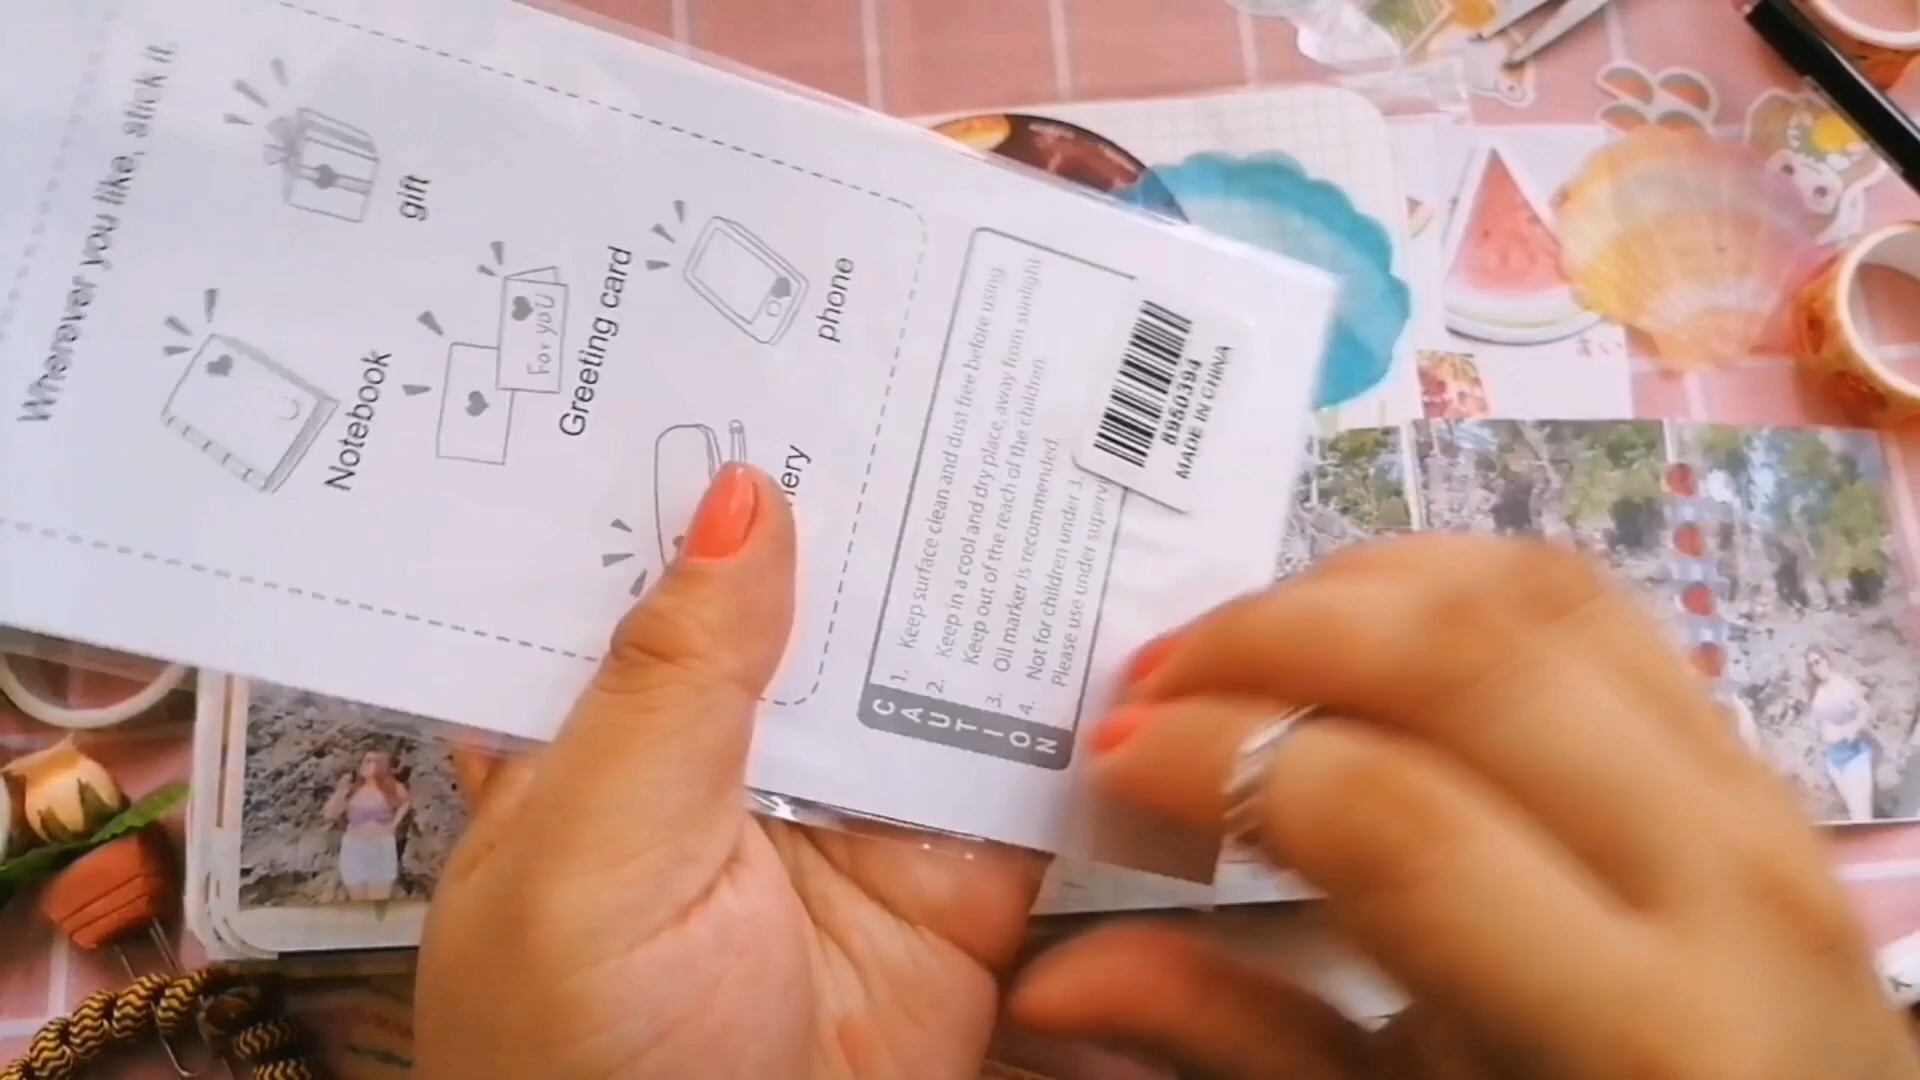 Wherever you like, stick it.
gift
Notebook
For yoU
Greeting card
phone
CAUTION
1. Keep surface clean and dust free before using
2. Keep in a cool and dry place, away from sunlight
Keep out of the reach of the children.
3. Oil marker is recommended.
4. Not for children under 3.
Please use under
8950394
MADE IN CHINA